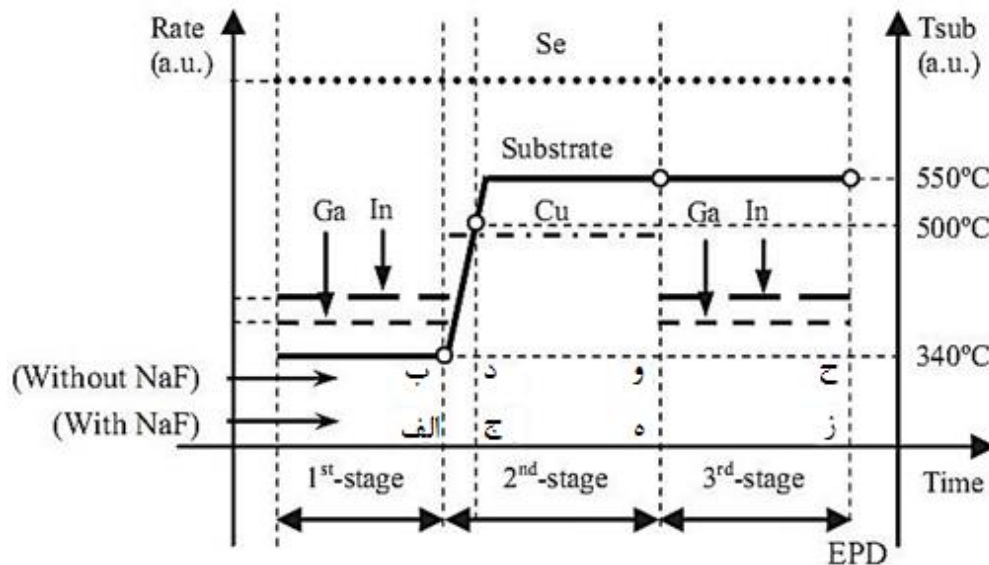 Rate
(a.u.)
Tsub
(a.u.)
Se
Substrate
550ºC
Ga In
Cu
Ga In
500ºC
340ºC
(Without NaF) ب د و ح
(With NaF) الف ج ه ز
1st-stage 2nd-stage 3rd-stage Time
EPD